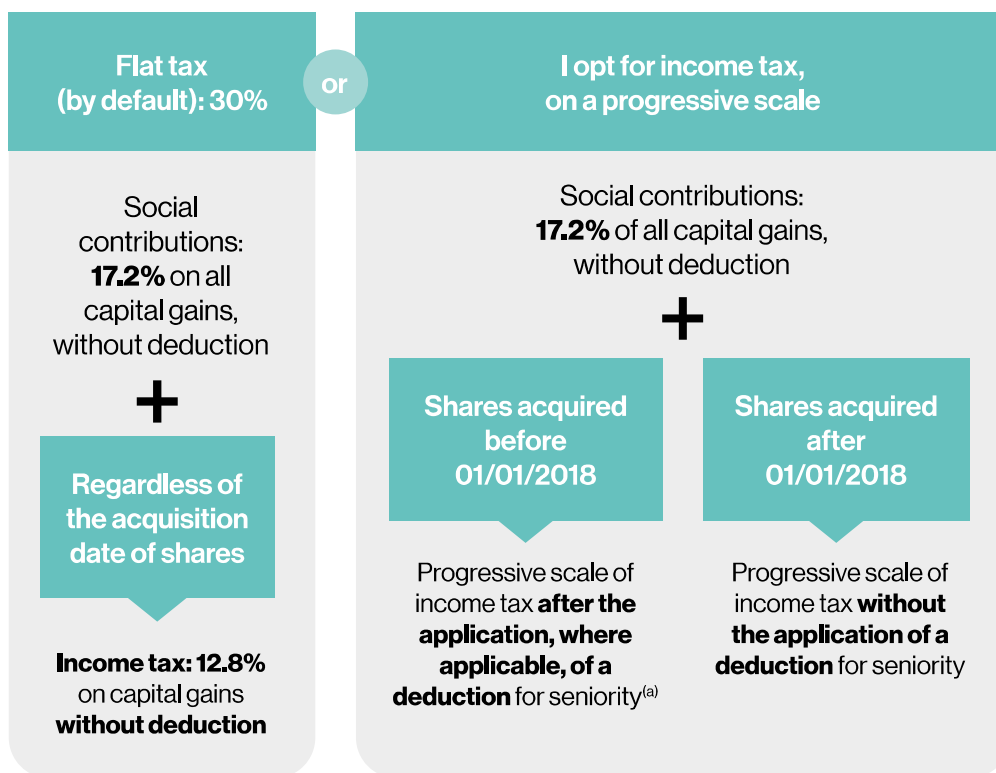 Flat tax
(by default): 30%
or
I opt for income tax,
on a progressive scale
Social
contributions:
17.2% on all
capital gains,
without deduction
+
Regardless of
the acquisition
date of shares
Income tax: 12.8%
on capital gains
without deduction
Social contributions:
17.2% of all capital gains,
without deduction
+
Shares acquired
before
01/01/2018
Progressive scale of
income tax after the
application, where
applicable, of a
deduction for seniority(a)
Shares acquired
after
01/01/2018
Progressive scale of
income tax without
the application of a
deduction for seniority